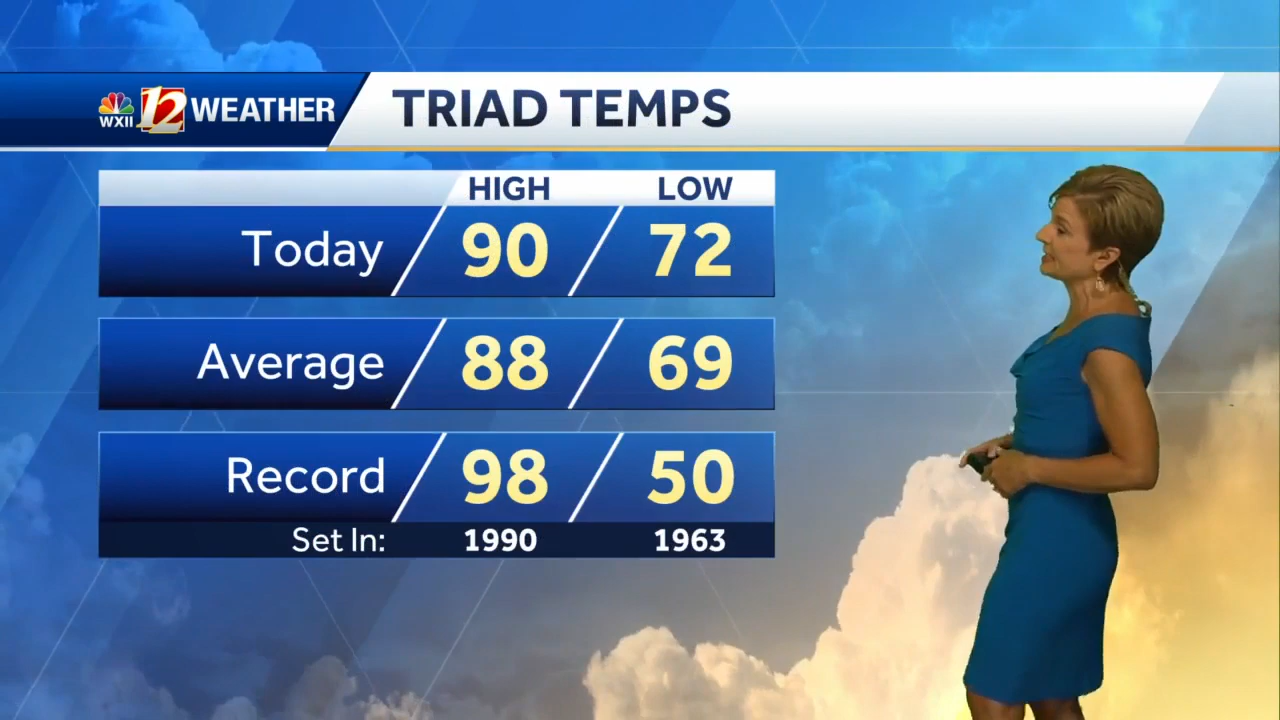 WXII 12 WEATHER
TRIAD TEMPS
HIGH LOW
Today 90 72
Average 88 69
Record 98 50
Set In: 1990 1963